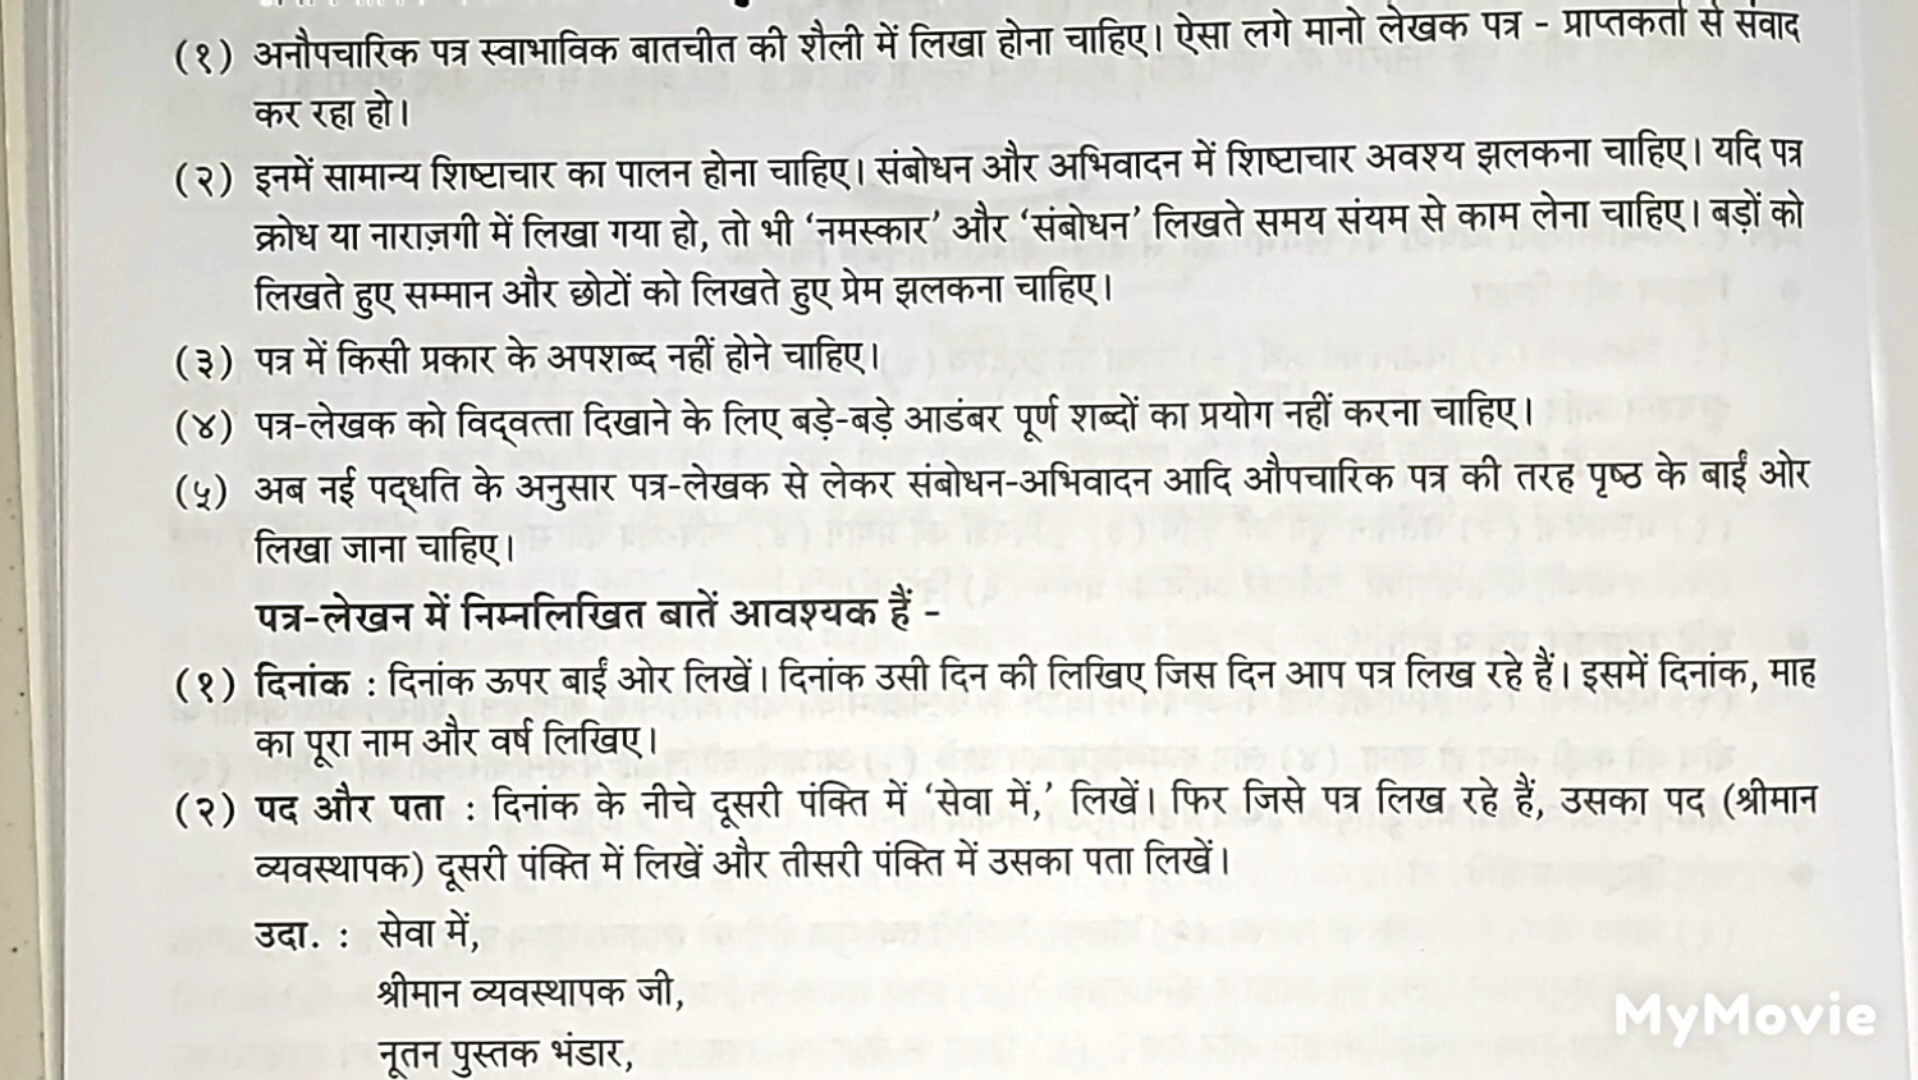 (१) अनौपचारिक पत्र स्वाभाविक बातचीत की शैली में लिखा होना चाहिए। ऐसा लगे मानो लेखक पत्र - प्राप्तकर्ता से संवाद
कर रहा हो।
(२) इनमें सामान्य शिष्टाचार का पालन होना चाहिए। संबोधन और अभिवादन में शिष्टाचार अवश्य झलकना चाहिए। यदि पत्र
क्रोध या नाराज़गी में लिखा गया हो, तो भी ‘नमस्कार’ और ‘संबोधन’ लिखते समय संयम से काम लेना चाहिए। बड़ों को
लिखते हुए सम्मान और छोटों को लिखते हुए प्रेम झलकना चाहिए।
(३) पत्र में किसी प्रकार के अपशब्द नहीं होने चाहिए।
(४) पत्र-लेखक को विद्वत्ता दिखाने के लिए बड़े-बड़े आडंबर पूर्ण शब्दों का प्रयोग नहीं करना चाहिए।
(५) अब नई पद्धति के अनुसार पत्र-लेखक से लेकर संबोधन-अभिवादन आदि औपचारिक पत्र की तरह पृष्ठ के बाईं ओर
लिखा जाना चाहिए।
पत्र-लेखन में निम्नलिखित बातें आवश्यक हैं -
(१) दिनांक : दिनांक ऊपर बाईं ओर लिखें। दिनांक उसी दिन की लिखिए जिस दिन आप पत्र लिख रहे हैं। इसमें दिनांक, माह
का पूरा नाम और वर्ष लिखिए।
(२) पद और पता : दिनांक के नीचे दूसरी पंक्ति में ‘सेवा में,’ लिखें। फिर जिसे पत्र लिख रहे हैं, उसका पद (श्रीमान
व्यवस्थापक) दूसरी पंक्ति में लिखें और तीसरी पंक्ति में उसका पता लिखें।
उदा. : सेवा में,
श्रीमान व्यवस्थापक जी,
नूतन पुस्तक भंडार,
MyMovie